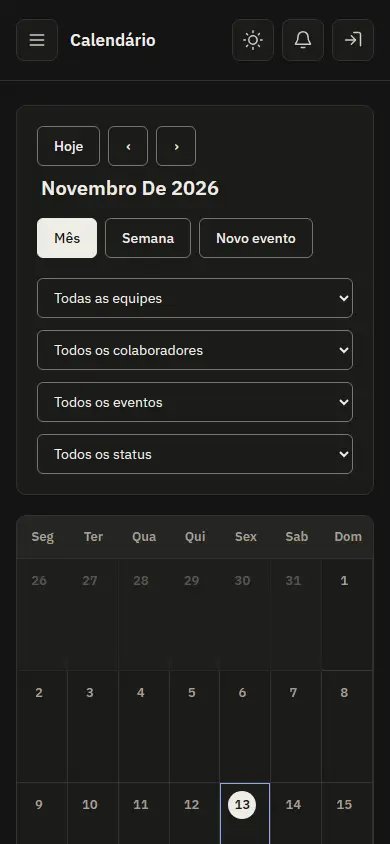 Calendário
Hoje ‹ ›
Novembro De 2026
Mês Semana Novo evento
Todas as equipes
Todos os colaboradores
Todos os eventos
Todos os status
Seg Ter Qua Qui Sex Sab Dom
26 27 28 29 30 31 1
2 3 4 5 6 7 8
9 10 11 12 13 14 15